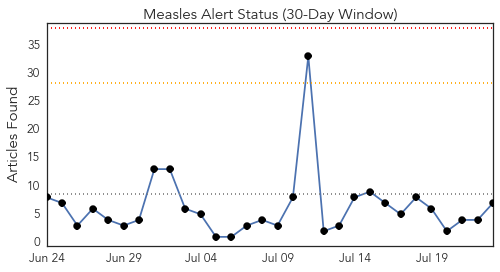 Measles Alert Status (30-Day Window)
Articles Found
35
30
25
20
15
10
5
0
Jun 24 Jun 29 Jul 04 Jul 09 Jul 14 Jul 19